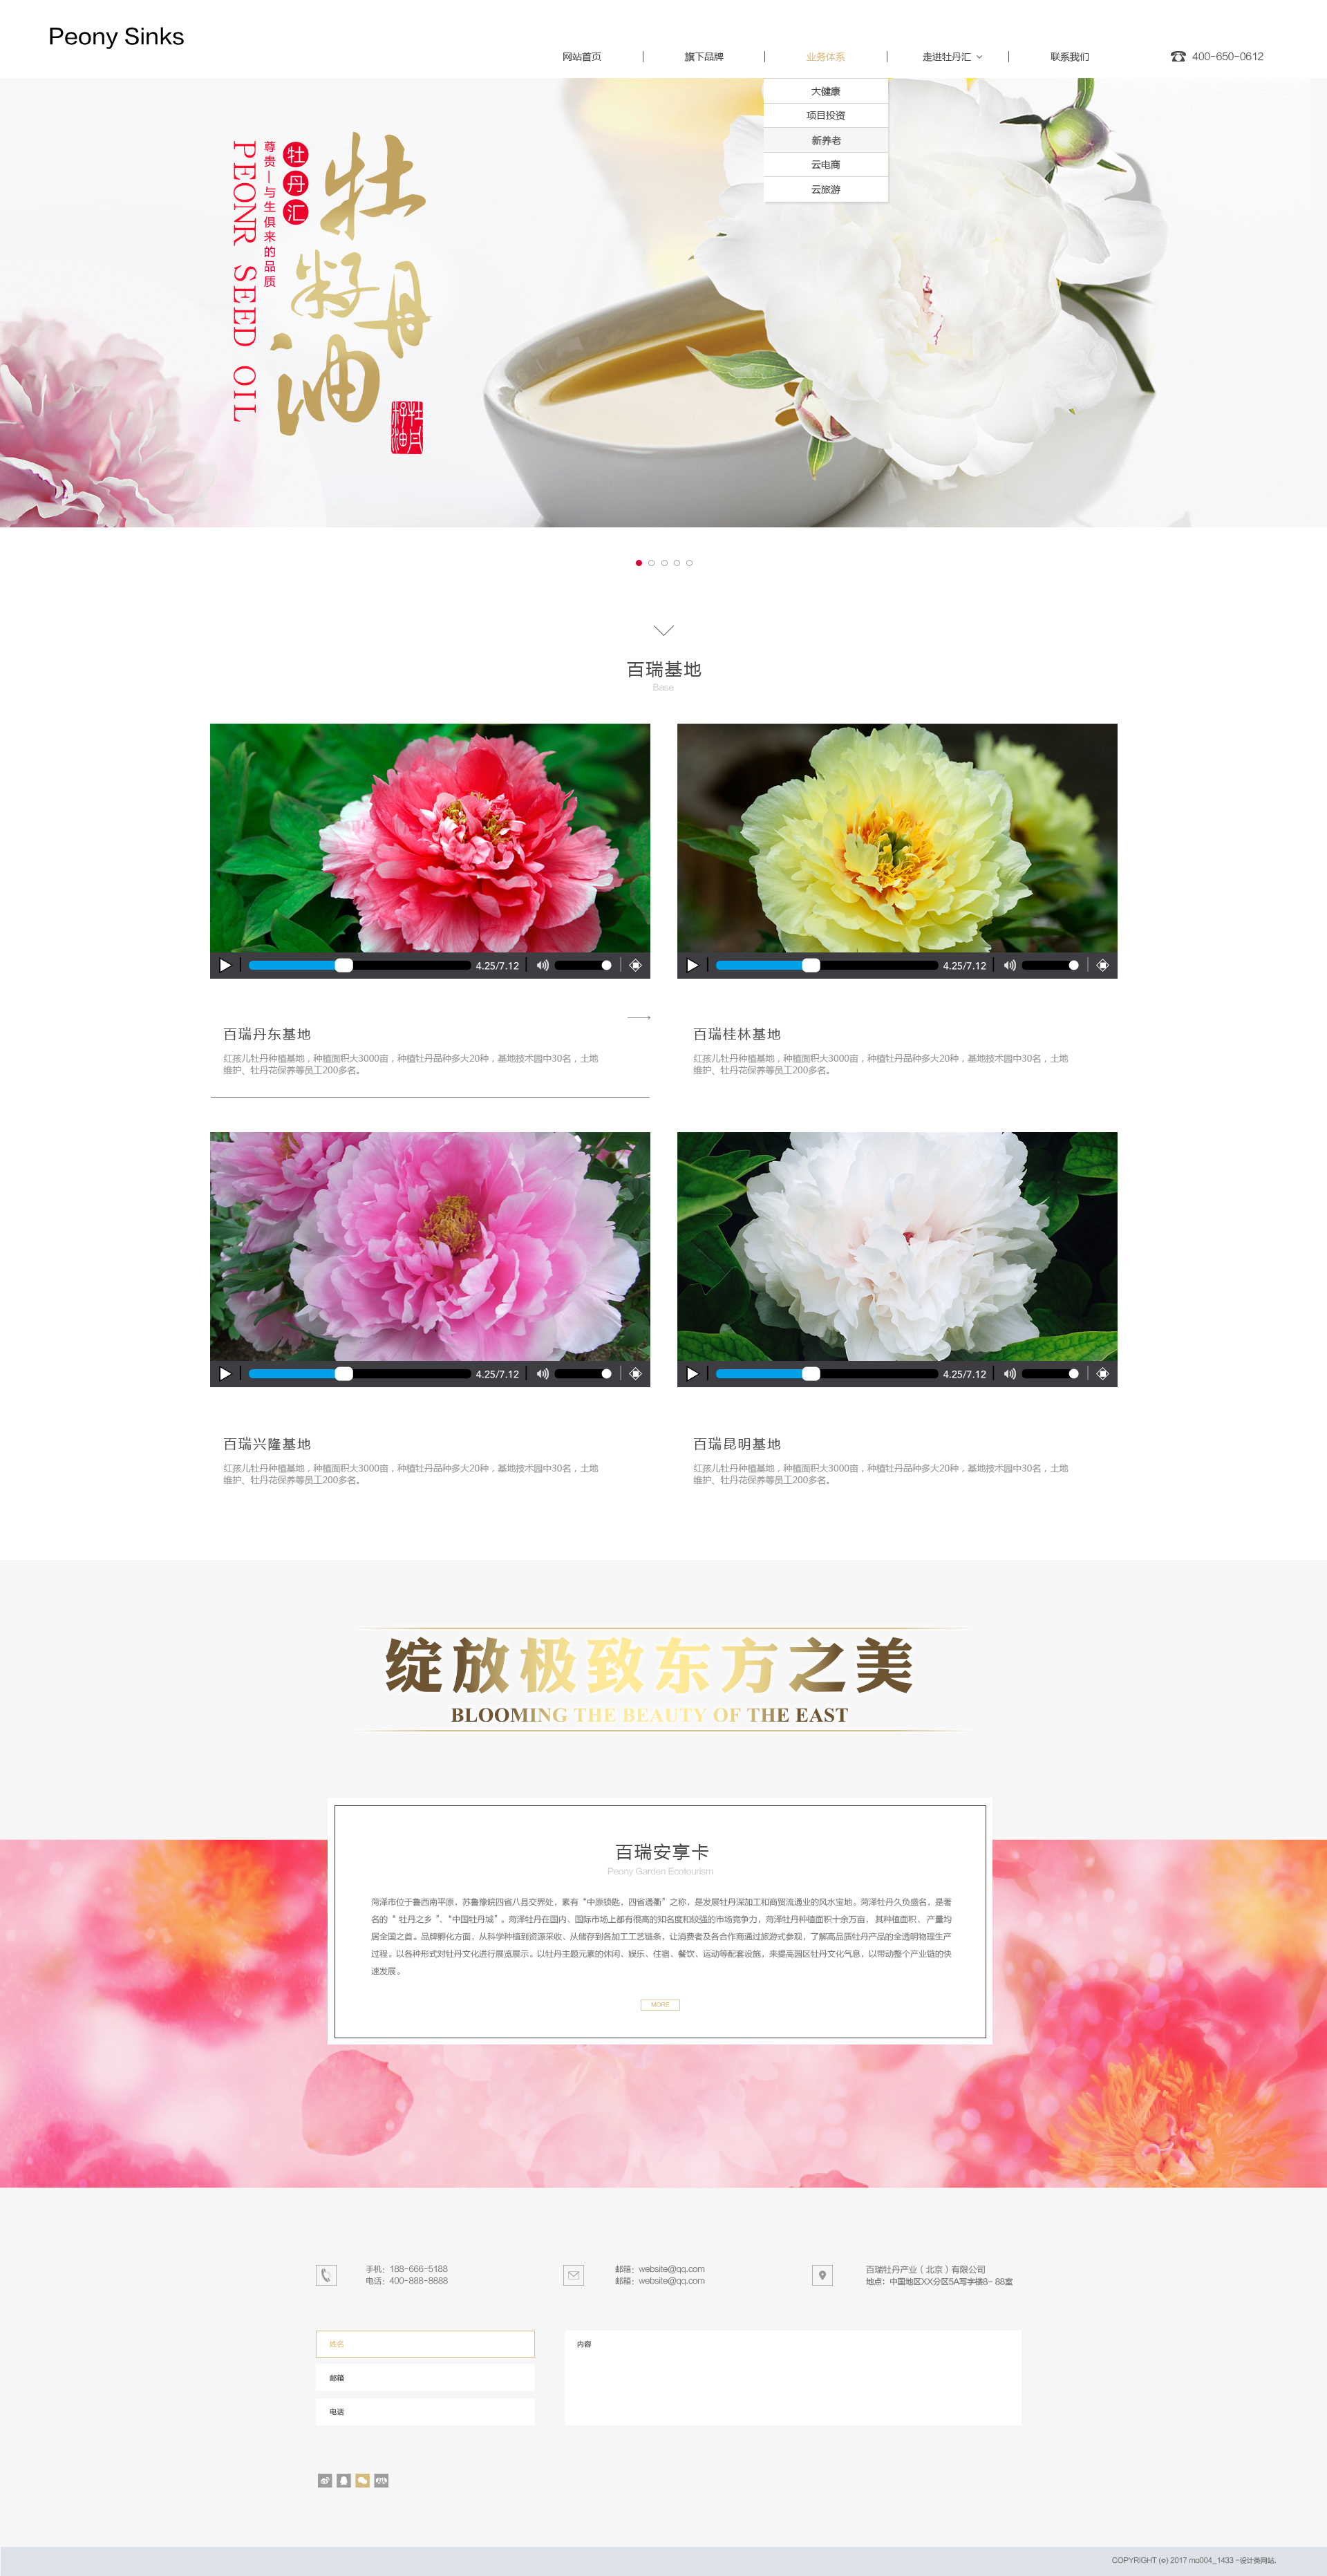 Peony Sinks
网站首页
旗下品牌
业务体系
走进牡丹汇
联系我们
400-650-0612
大健康
项目投资
新养老
云电商
云旅游
牡丹籽油
牡丹汇
尊贵—与生俱来的品质
PEONR SEED OIL
牡丹籽油
百瑞基地
Base
4.25/7.12
4.25/7.12
百瑞丹东基地
红孩儿牡丹种植基地，种植面积大3000亩，种植牡丹品种多大20种，基地技术园中30名，土地
维护、牡丹花保养等员工200多名。
百瑞桂林基地
红孩儿牡丹种植基地，种植面积大3000亩，种植牡丹品种多大20种，基地技术园中30名，土地
维护、牡丹花保养等员工200多名。
4.25/7.12
4.25/7.12
百瑞兴隆基地
红孩儿牡丹种植基地，种植面积大3000亩，种植牡丹品种多大20种，基地技术园中30名，土地
维护、牡丹花保养等员工200多名。
百瑞昆明基地
红孩儿牡丹种植基地，种植面积大3000亩，种植牡丹品种多大20种，基地技术园中30名，土地
维护、牡丹花保养等员工200多名。
绽放极致东方之美
BLOOMING THE BEAUTY OF THE EAST
百瑞安享卡
Peony Garden Ecotourism
菏泽市位于鲁西南平原，苏鲁豫皖四省八县交界处，素有“中原锁匙，四省通衢”之称，是发展牡丹深加工和商贸流通业的风水宝地。菏泽牡丹久负盛名，是著
名的“ 牡丹之乡 ”、“中国牡丹城”。菏泽牡丹在国内、国际市场上都有很高的知名度和较强的市场竞争力，菏泽牡丹种植面积十余万亩， 其种植面积、 产量均
居全国之首。品牌孵化方面，从科学种植到资源采收、从储存到各加工工艺链条，让消费者及各合作商通过旅游式参观，了解高品质牡丹产品的全透明物理生产
过程。以各种形式对牡丹文化进行展览展示。以牡丹主题元素的休闲、娱乐、住宿、餐饮、运动等配套设施，来提高园区牡丹文化气息，以带动整个产业链的快
速发展。
MORE
手机：188-666-5188
电话：400-888-8888
邮箱：website@qq.com
邮箱：website@qq.com
百瑞牡丹产业（北京）有限公司
地点：中国地区XX分区5A写字楼8- 88室
姓名
邮箱
电话
内容
COPYRIGHT (©) 2017 mo004_1433 -设计类网站.